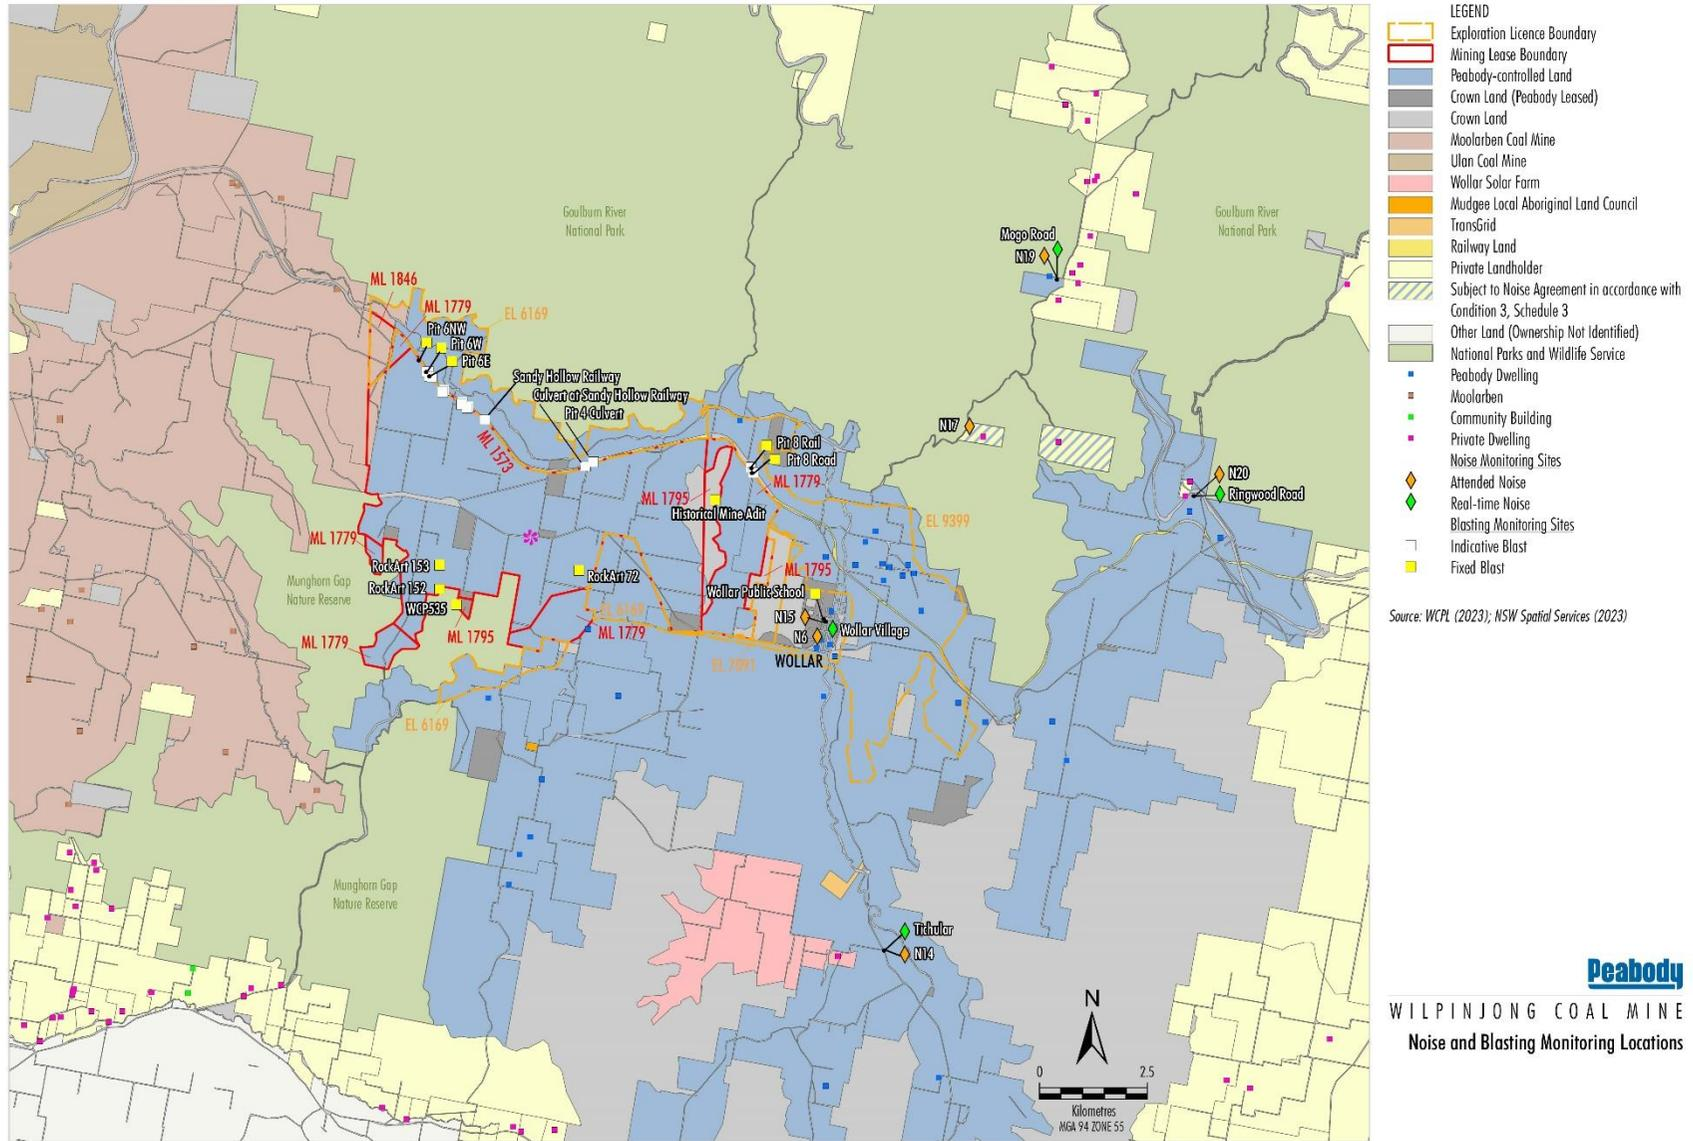 LEGEND
Exploration Licence Boundary
Mining Lease Boundary
Peabody-controlled Land
Crown Land (Peabody Leased)
Crown Land
Moolarben Coal Mine
Ulan Coal Mine
Wollar Solar Farm
Mudgee Local Aboriginal Land Council
TransGrid
Railway Land
Private Landholder
Subject to Noise Agreement in accordance with
Condition 3, Schedule 3
Other Land (Ownership Not Identified)
National Parks and Wildlife Service
Peabody Dwelling
Moolarben
Community Building
Private Dwelling
Noise Monitoring Sites
Attended Noise
Real-time Noise
Blasting Monitoring Sites
Indicative Blast
Fixed Blast
Source: WCPL (2023); NSW Spatial Services (2023)
Goulburn River
National Park
Goulburn River
National Park
Mogo Road
N19
ML 1846
ML 1779
EL 6169
Pit 6NW
Pit 6W
Pit 6E
Sandy Hollow Railway
Culvert at Sandy Hollow Railway
Pit 4 Culvert
ML 1573
N17
Pit 8 Rail
Pit 8 Road
ML 1779
N20
Ringwood Road
ML 1795
Historical Mine Adit
EL 9399
ML 1779
RockArt 153
RockArt 152
WCP535
RockArt 72
Munghorn Gap
Nature Reserve
ML 1795
Wollar Public School
EL 6169
N15
Wollar Village
N6
ML 1779
ML 1795
ML 1779
WOLLAR
EL 7091
EL 6169
Munghorn Gap
Nature Reserve
Tichular
N14
N
0 2.5
Kilometres
MGA 94 ZONE 55
Peabody
WILPINJONG COAL MINE
Noise and Blasting Monitoring Locations